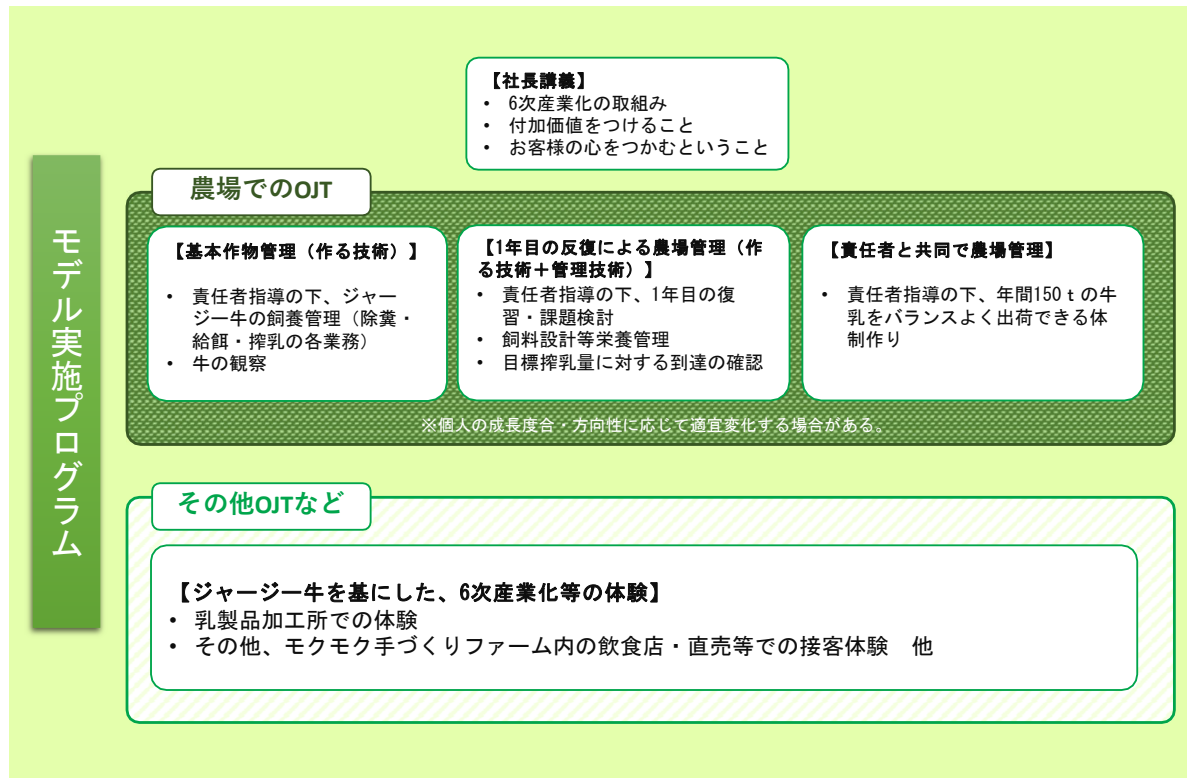 モデル実施プログラム
【社長講義】
• 6次産業化の取組み
• 付加価値をつけること
• お客様の心をつかむということ
農場でのOJT
【基本作物管理（作る技術）】
• 責任者指導の下、ジャー
ジー牛の飼養管理（除糞・
給餌・搾乳の各業務）
• 牛の観察
【1年目の反復による農場管理（作
る技術＋管理技術）】
• 責任者指導の下、1年目の復
習・課題検討
• 飼料設計等栄養管理
• 目標搾乳量に対する到達の確認
【責任者と共同で農場管理】
• 責任者指導の下、年間150ｔの牛
乳をバランスよく出荷できる体
制作り
※個人の成長度合・方向性に応じて適宜変化する場合がある。
その他OJTなど
【ジャージー牛を基にした、6次産業化等の体験】
• 乳製品加工所での体験
• その他、モクモク手づくりファーム内の飲食店・直売等での接客体験　他